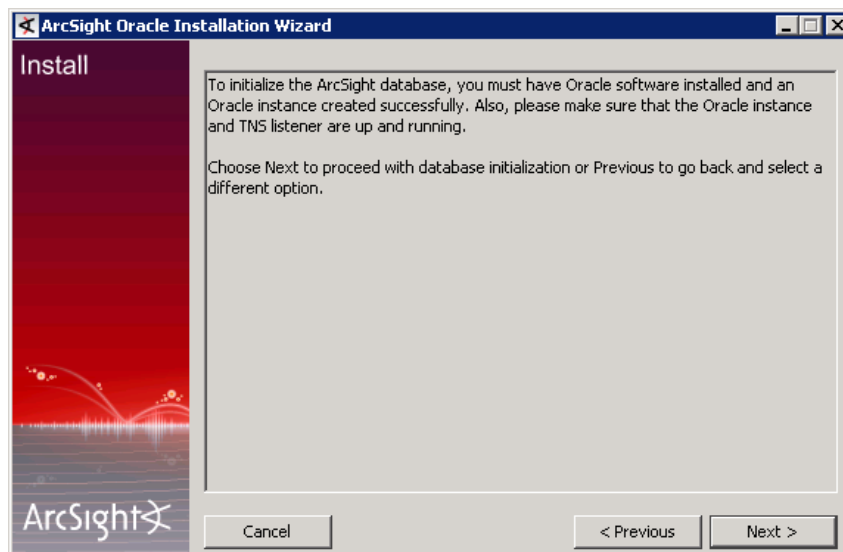 ArcSight Oracle Installation Wizard
Install
To initialize the ArcSight database, you must have Oracle software installed and an
Oracle instance created successfully. Also, please make sure that the Oracle instance
and TNS listener are up and running.
Choose Next to proceed with database initialization or Previous to go back and select a
different option.
ArcSight
Cancel
< Previous
Next >